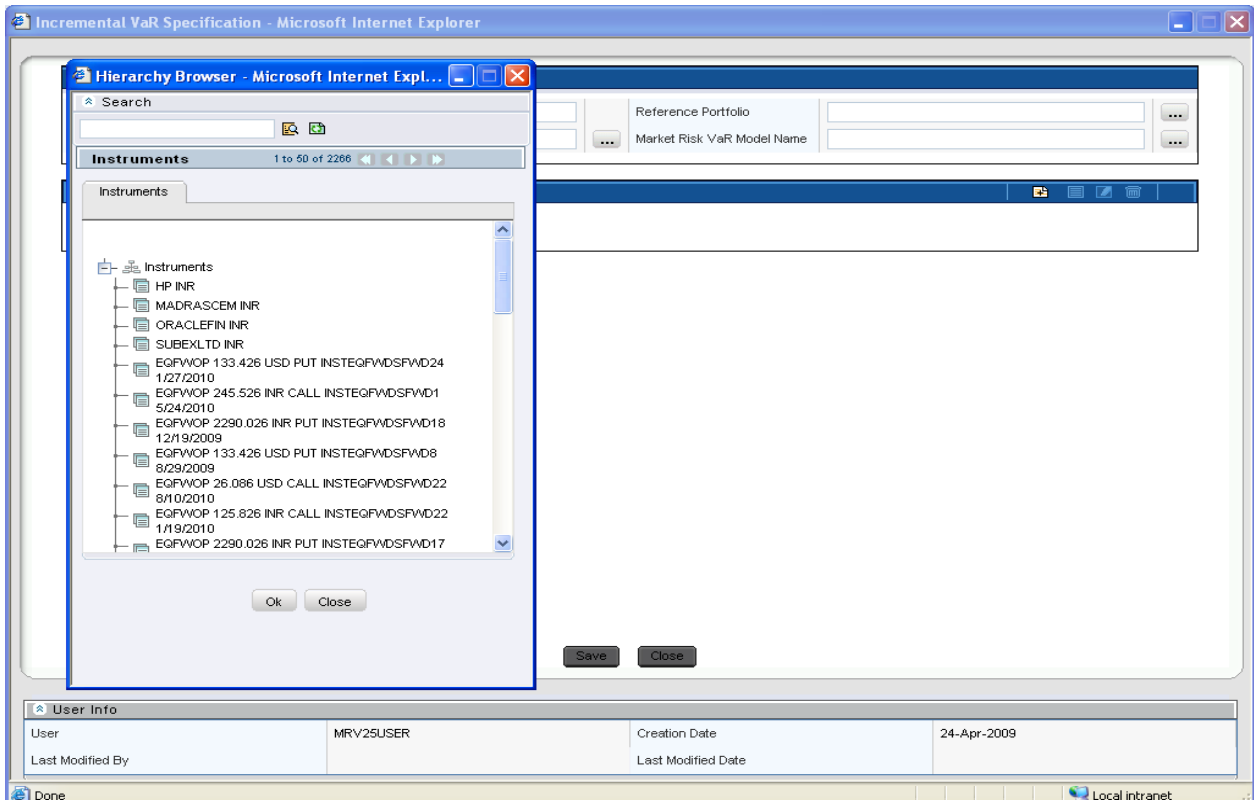 Incremental VaR Specification - Microsoft Internet Explorer
Hierarchy Browser - Microsoft Internet Expl...
Search
Instruments 1 to 50 of 2266
Instruments
Instruments
HP INR
MADRASCEM INR
ORACLEFIN INR
SUBEXLTD INR
EQFWOP 133.426 USD PUT INSTEQFWDSFWD24
1/27/2010
EQFWOP 245.526 INR CALL INSTEQFWDSFWD1
5/24/2010
EQFWOP 2290.026 INR PUT INSTEQFWDSFWD18
12/19/2009
EQFWOP 133.426 USD PUT INSTEQFWDSFWD8
8/29/2009
EQFWOP 26.086 USD CALL INSTEQFWDSFWD22
8/10/2010
EQFWOP 125.826 INR CALL INSTEQFWDSFWD22
1/19/2010
EQFWOP 2290.026 INR PUT INSTEQFWDSFWD17
Ok Close
Reference Portfolio ...
... Market Risk VaR Model Name ...
Save Close
User Info
User MRV25USER Creation Date 24-Apr-2009
Last Modified By Last Modified Date
Done Local intranet